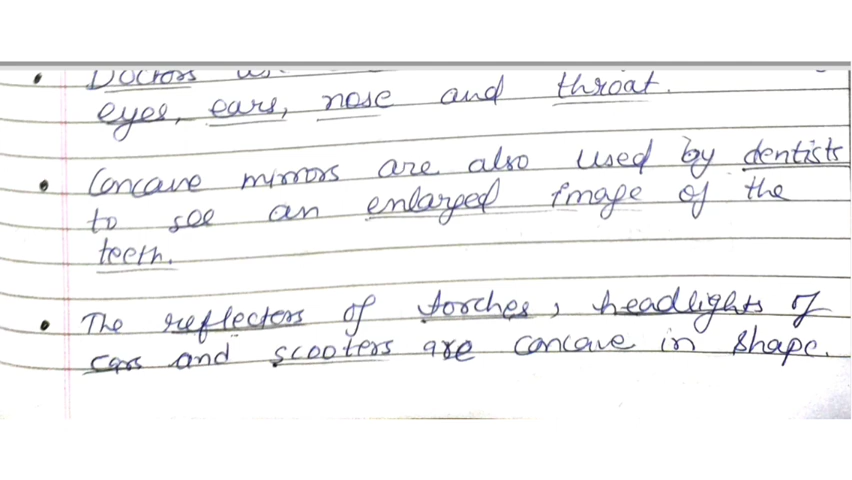 Doctors
eyes, ears, nose and throat.
• Concave mirrors are also used by dentists
to see an enlarged image of the
teeth.
• The reflectors of torches, headlights of
cars and scooters are concave in shape.